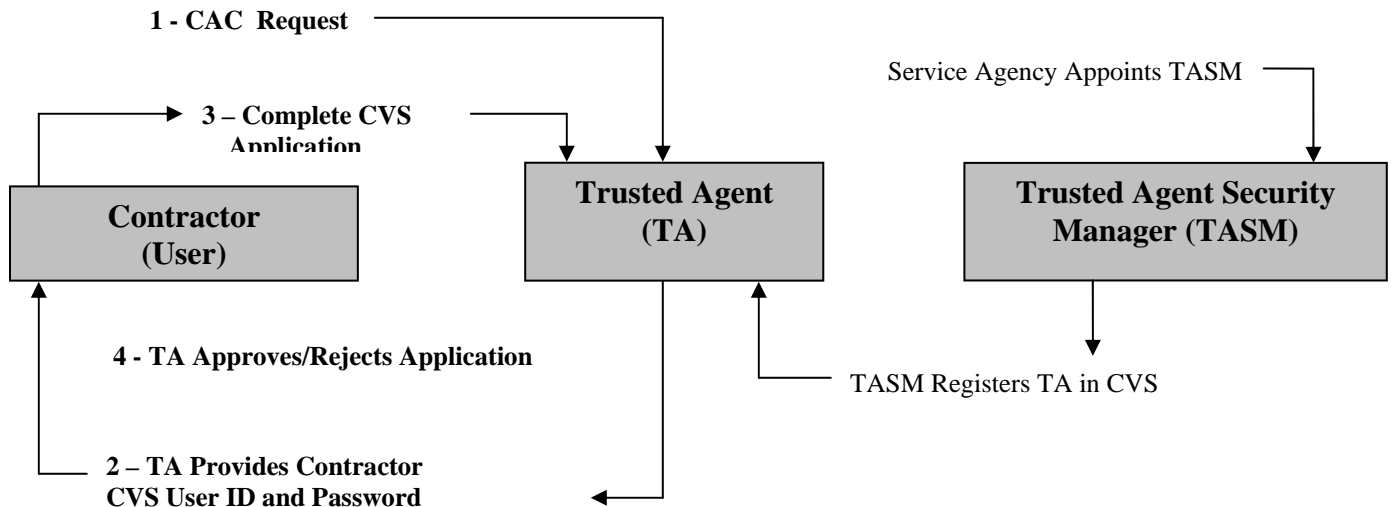 1 - CAC Request
Service Agency Appoints TASM
3 – Complete CVS
Application
Trusted Agent
(TA)
Trusted Agent Security
Manager (TASM)
Contractor
(User)
4 - TA Approves/Rejects Application
TASM Registers TA in CVS
2 – TA Provides Contractor
CVS User ID and Password